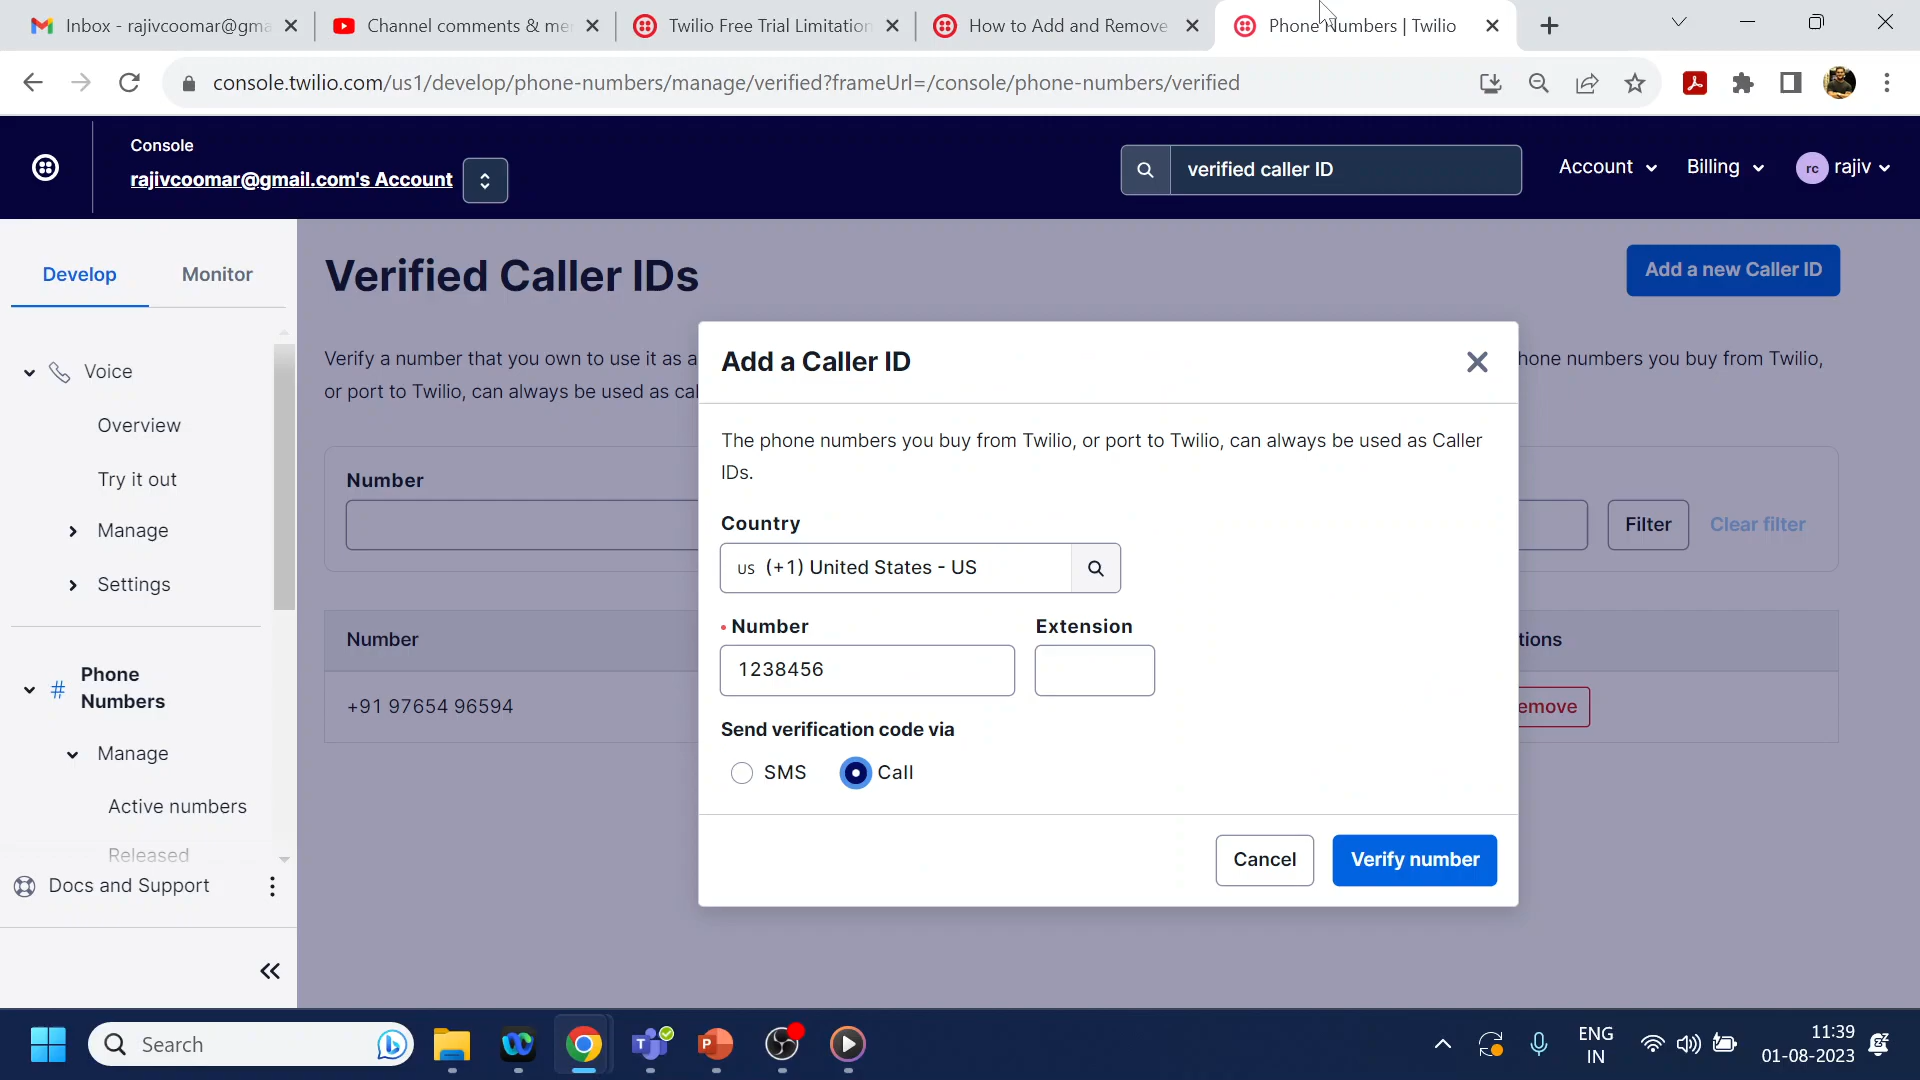 Inbox - rajivcoomar@gma
Channel comments & me
Twilio Free Trial Limitation
How to Add and Remove
Phone Numbers | Twilio
console.twilio.com/us1/develop/phone-numbers/manage/verified?frameUrl=/console/phone-numbers/verified
Console
rajivcoomar@gmail.com's Account
verified caller ID
Account
Billing
rc rajiv
Develop
Monitor
Voice
Overview
Try it out
Manage
Settings
# Phone
Numbers
Manage
Active numbers
Released
Docs and Support
Verified Caller IDs
Add a new Caller ID
Verify a number that you own to use it as a
hone numbers you buy from Twilio,
or port to Twilio, can always be used as cal
Number
Filter
Clear filter
Number
tions
+91 97654 96594
emove
Add a Caller ID
The phone numbers you buy from Twilio, or port to Twilio, can always be used as Caller
IDs.
Country
US (+1) United States - US
Number
Extension
1238456
Send verification code via
SMS
Call
Cancel
Verify number
Search
ENG
IN
11:39
01-08-2023